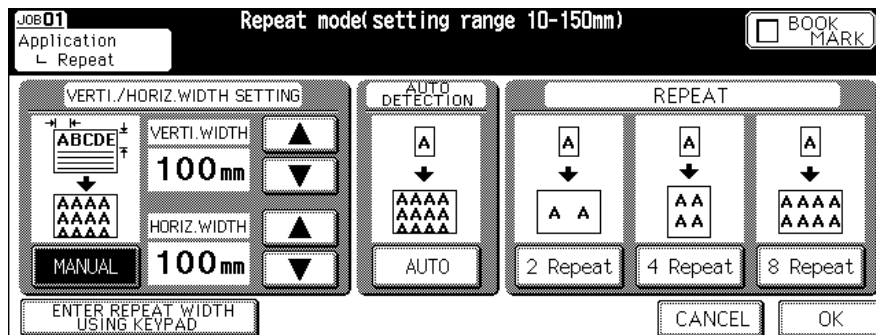 JOB01
Repeat mode(setting range 10-150mm)
BOOK
MARK
Application
Repeat
VERTI./HORIZ.WIDTH SETTING
AUTO
DETECTION
REPEAT
ABCDE
VERTI.WIDTH
100mm
AAAA
AAAA
AAAA
HORIZ.WIDTH
100mm
MANUAL
A
AAAA
AAAA
AAAA
AUTO
A
A A
2 Repeat
A
A A
A A
4 Repeat
A
AAAA
AAAA
8 Repeat
ENTER REPEAT WIDTH
USING KEYPAD
CANCEL
OK